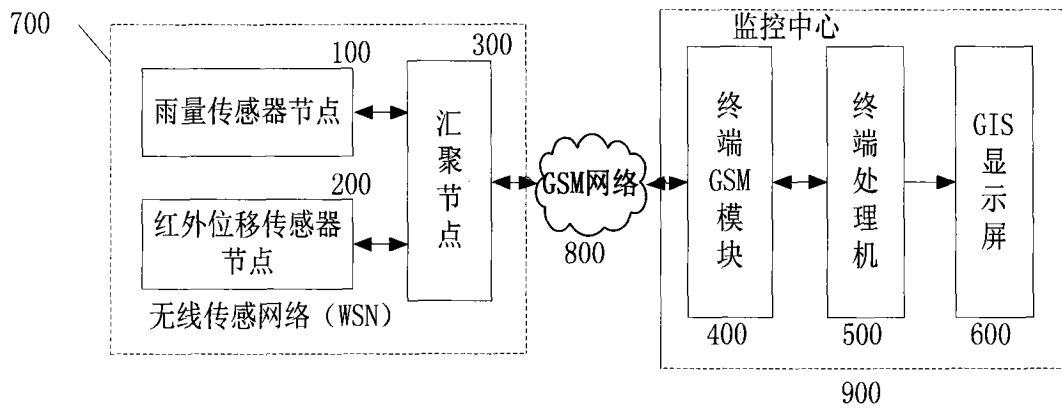 700
100
雨量传感器节点
200
红外位移传感器
节点
无线传感网络（WSN）
300
汇
聚
节
点
GSM网络
800
监控中心
终
端
GSM
模
块
400
终
端
处
理
机
500
GIS
显
示
屏
600
900